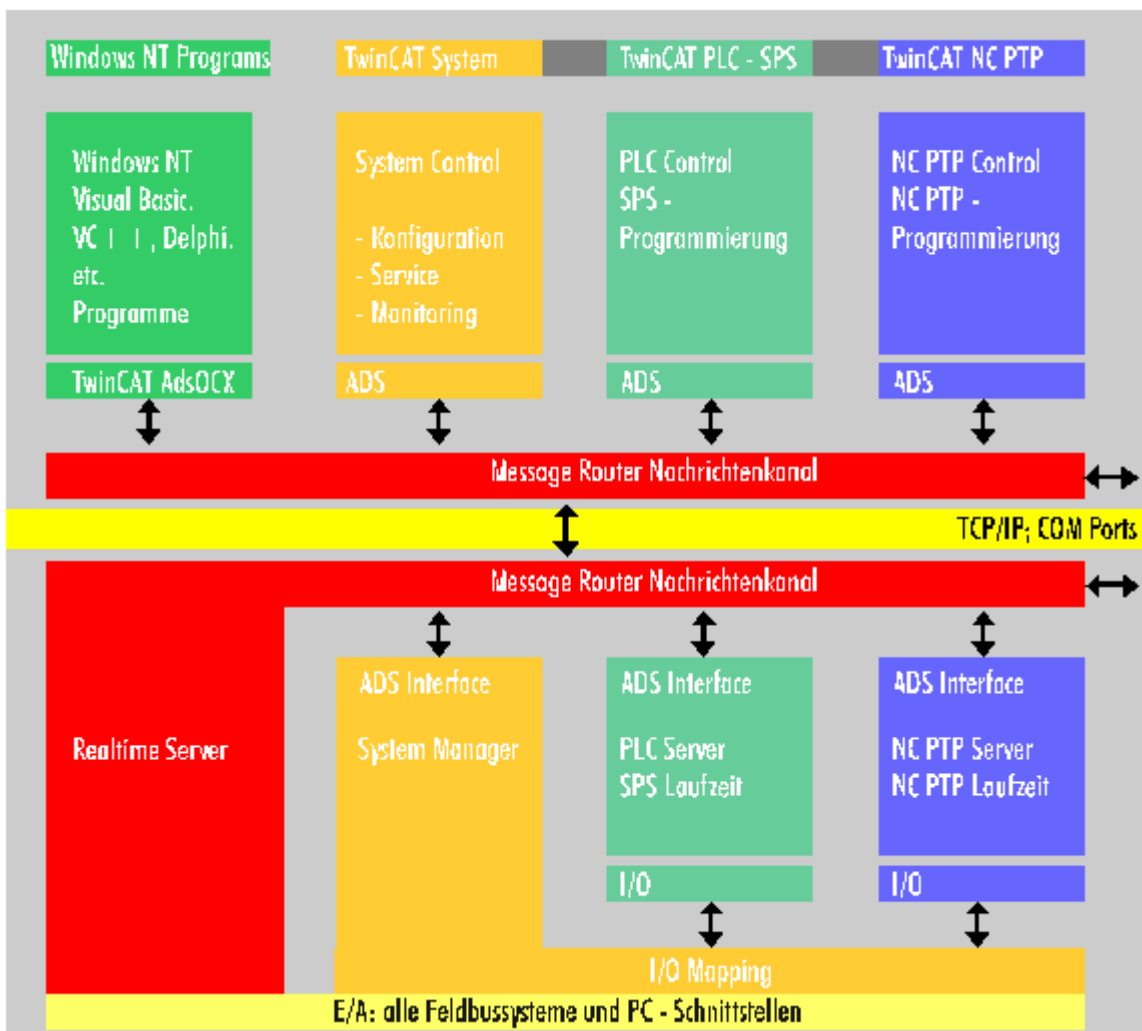 Windows NT Programs
TwinCAT System
TwinCAT PLC - SPS
TwinCAT NC PTP
Windows NT
Visual Basic.
VC | | , Delphi.
etc.
Programme
System Control
- Konfiguration
- Service
- Monitoring
PLC Control
SPS -
Programmierung
NC PTP Control
NC PTP -
Programmierung
TwinCAT AdsOCX
ADS
ADS
ADS
Message Router Nachrichtenkanal
TCP/IP; COM Ports
Message Router Nachrichtenkanal
Realtime Server
ADS Interface
System Manager
ADS Interface
PLC Server
SPS Laufzeit
ADS Interface
NC PTP Server
NC PTP Laufzeit
I/O
I/O
I/O Mapping
E/A: alle Feldbussysteme und PC - Schnittstellen